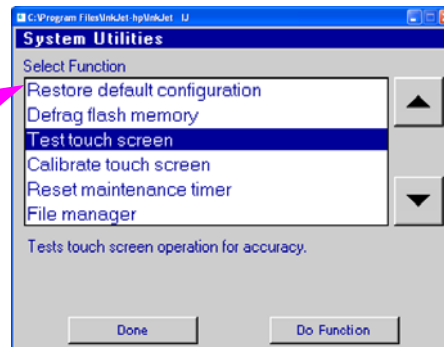 C:\Program Files\InkJet-hp\InkJet IJ
System Utilities
Select Function
Restore default configuration
Defrag flash memory
Test touch screen
Calibrate touch screen
Reset maintenance timer
File manager
Tests touch screen operation for accuracy.
Done
Do Function